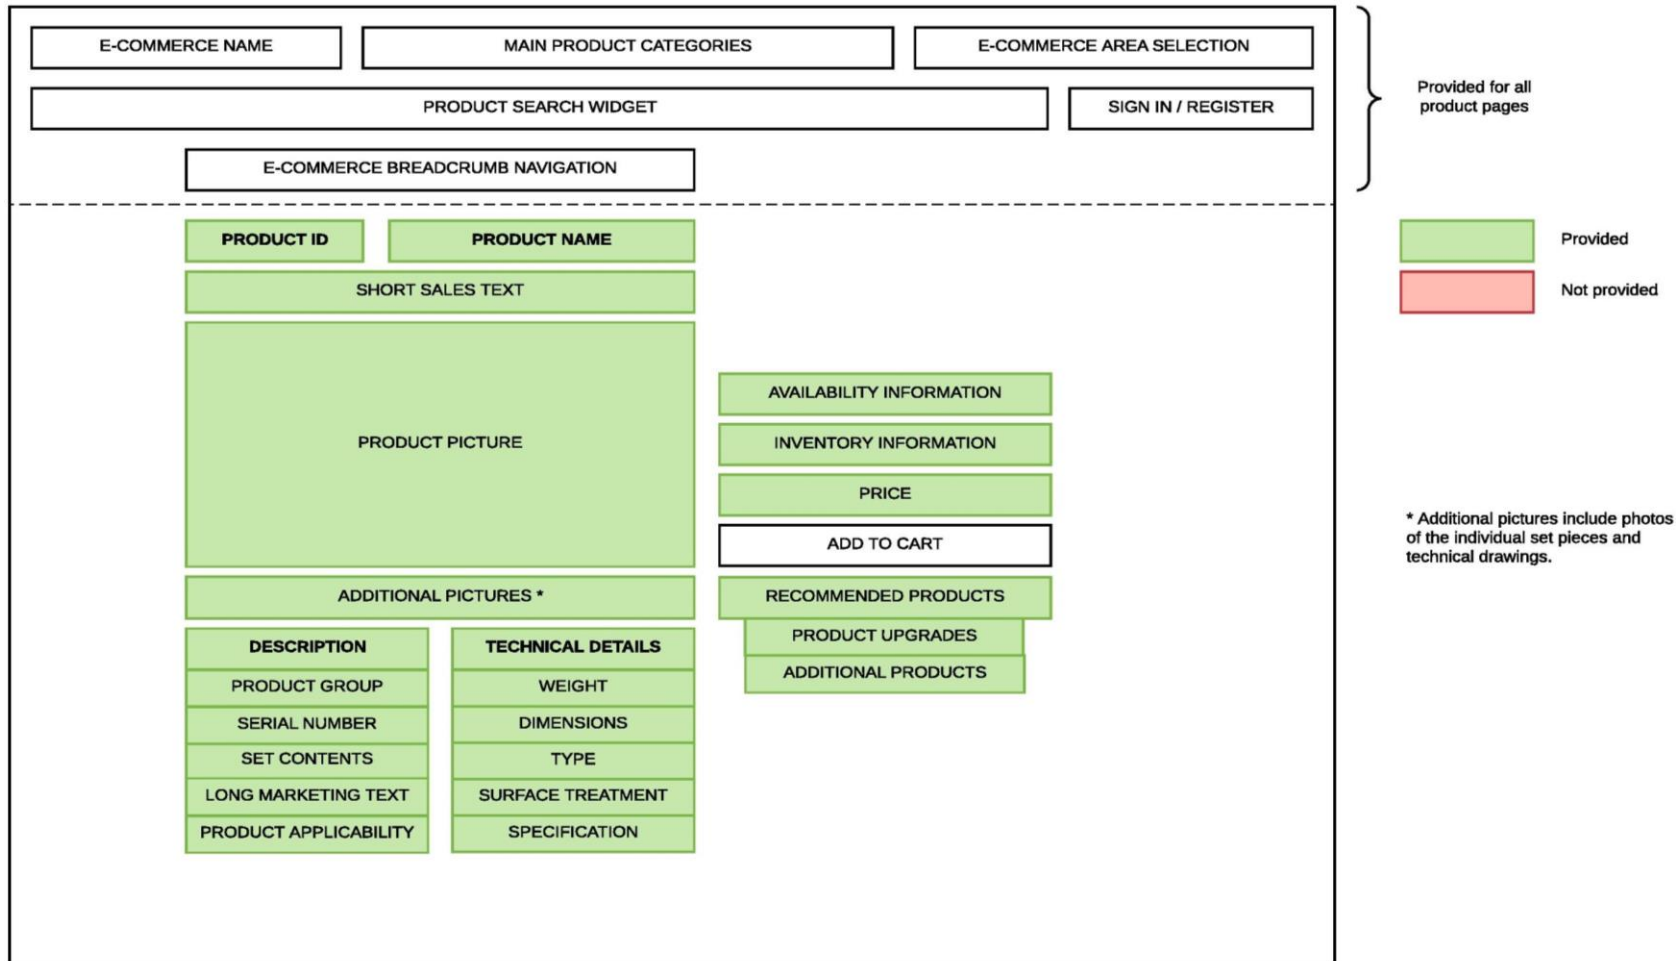 E-COMMERCE NAME
MAIN PRODUCT CATEGORIES
E-COMMERCE AREA SELECTION
PRODUCT SEARCH WIDGET
SIGN IN / REGISTER
E-COMMERCE BREADCRUMB NAVIGATION
Provided for all
product pages
PRODUCT ID
PRODUCT NAME
SHORT SALES TEXT
PRODUCT PICTURE
ADDITIONAL PICTURES *
DESCRIPTION
PRODUCT GROUP
SERIAL NUMBER
SET CONTENTS
LONG MARKETING TEXT
PRODUCT APPLICABILITY
TECHNICAL DETAILS
WEIGHT
DIMENSIONS
TYPE
SURFACE TREATMENT
SPECIFICATION
AVAILABILITY INFORMATION
INVENTORY INFORMATION
PRICE
ADD TO CART
RECOMMENDED PRODUCTS
PRODUCT UPGRADES
ADDITIONAL PRODUCTS
Provided
Not provided
* Additional pictures include photos
of the individual set pieces and
technical drawings.